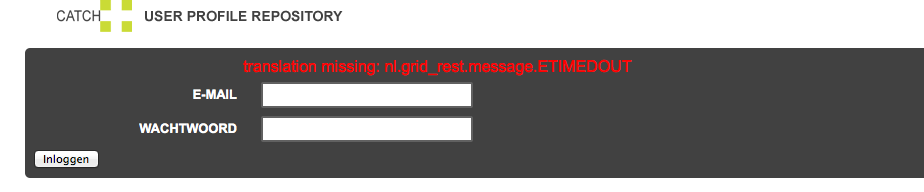 CATCH USER PROFILE REPOSITORY
translation missing: nl.grid_rest.message.ETIMEDOUT
E-MAIL
WACHTWOORD
Inloggen